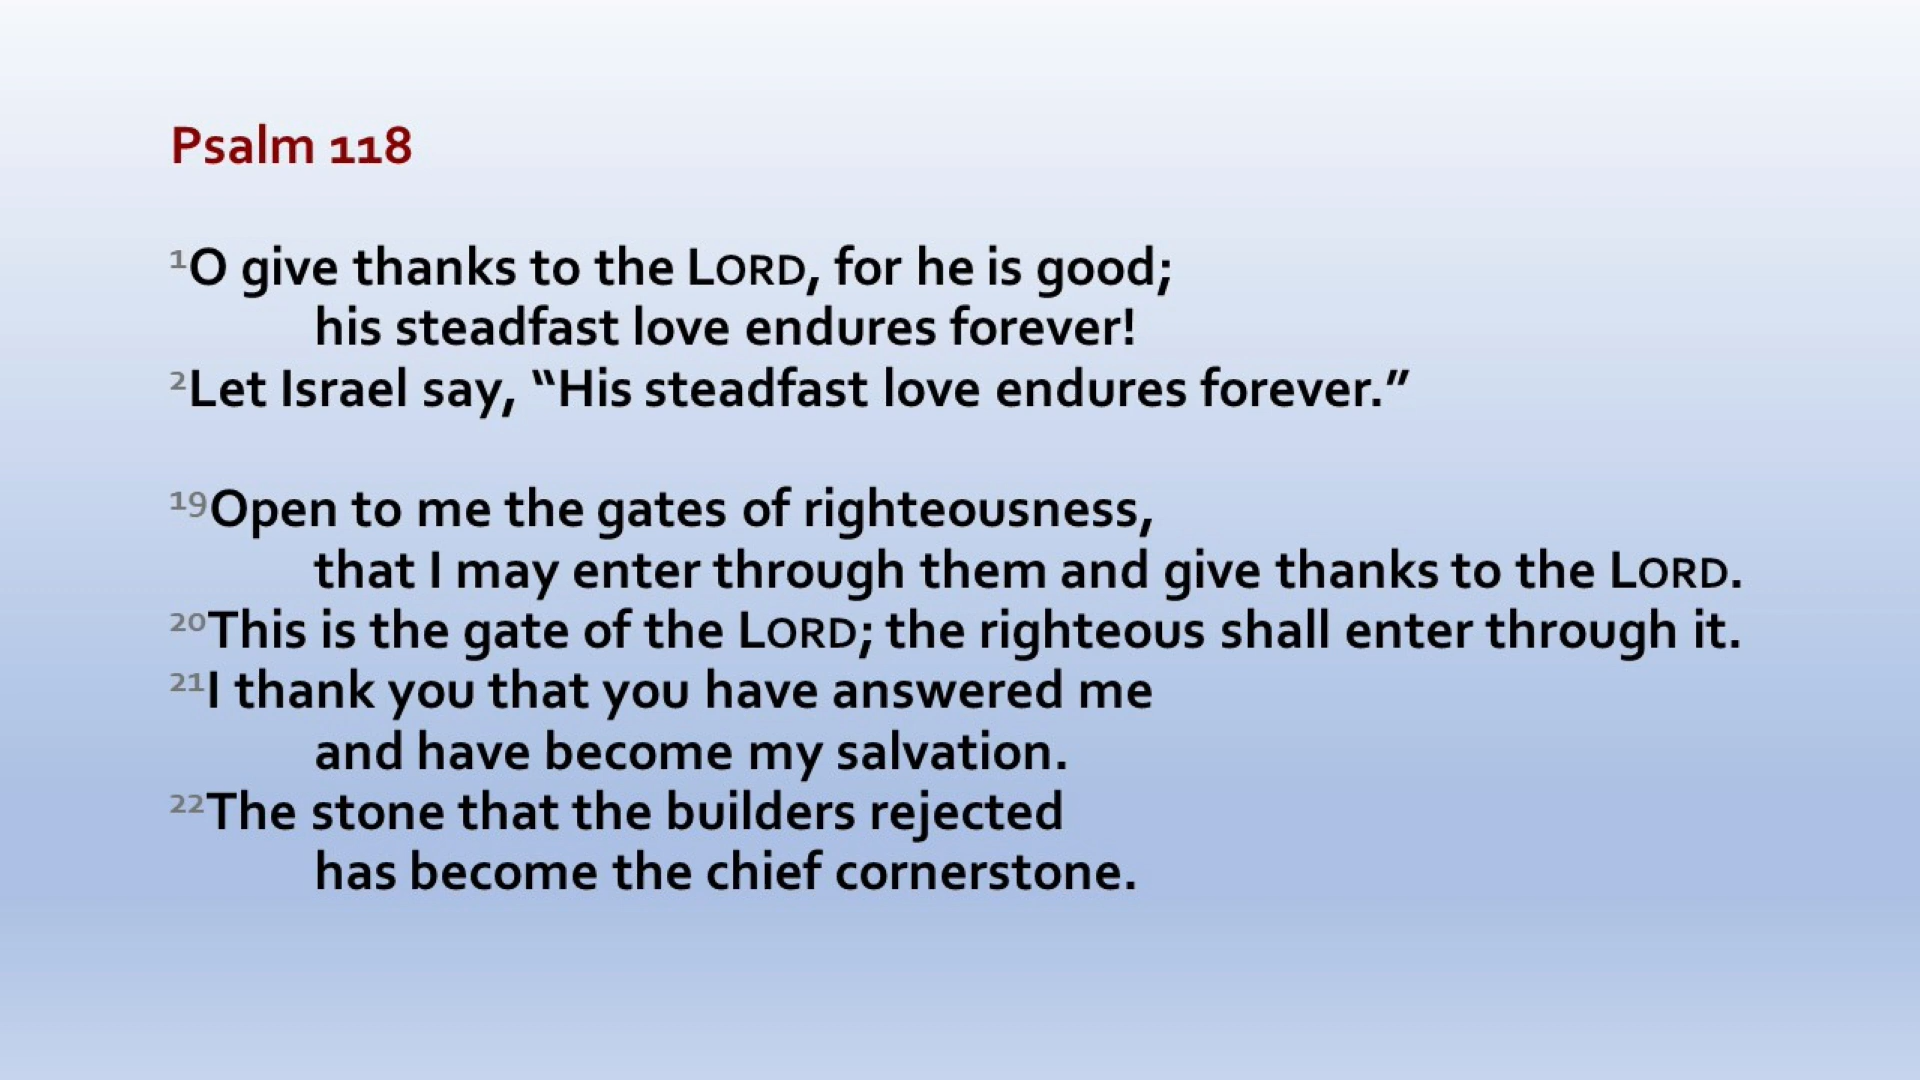 Psalm 118
1O give thanks to the LORD, for he is good;
his steadfast love endures forever!
2Let Israel say, “His steadfast love endures forever.”
19Open to me the gates of righteousness,
that I may enter through them and give thanks to the LORD.
20This is the gate of the LORD; the righteous shall enter through it.
21I thank you that you have answered me
and have become my salvation.
22The stone that the builders rejected
has become the chief cornerstone.